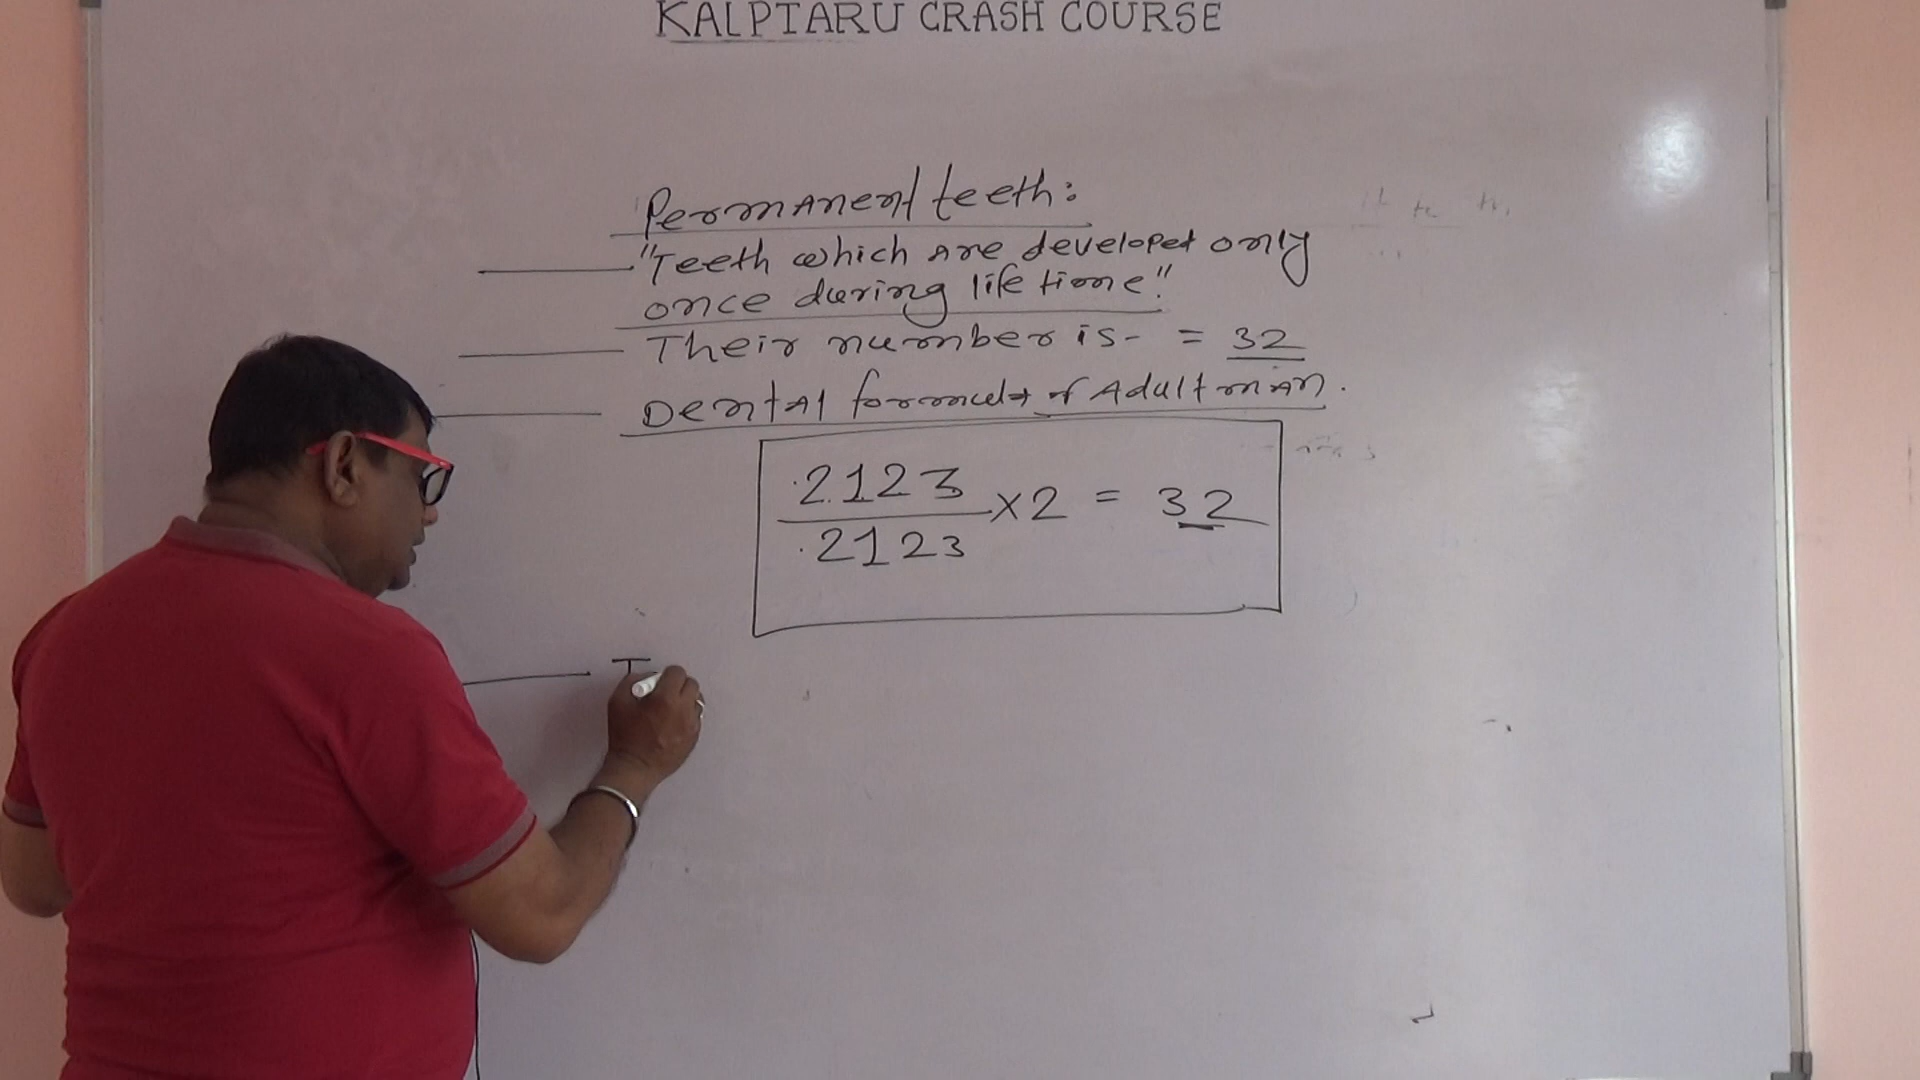 KALPTARU CRASH COURSE
Permanent teeth:
"Teeth which are developed only
once during life time."
Their number is- = 32
Dental formula of Adult man.
2123
2123
×2 = 32